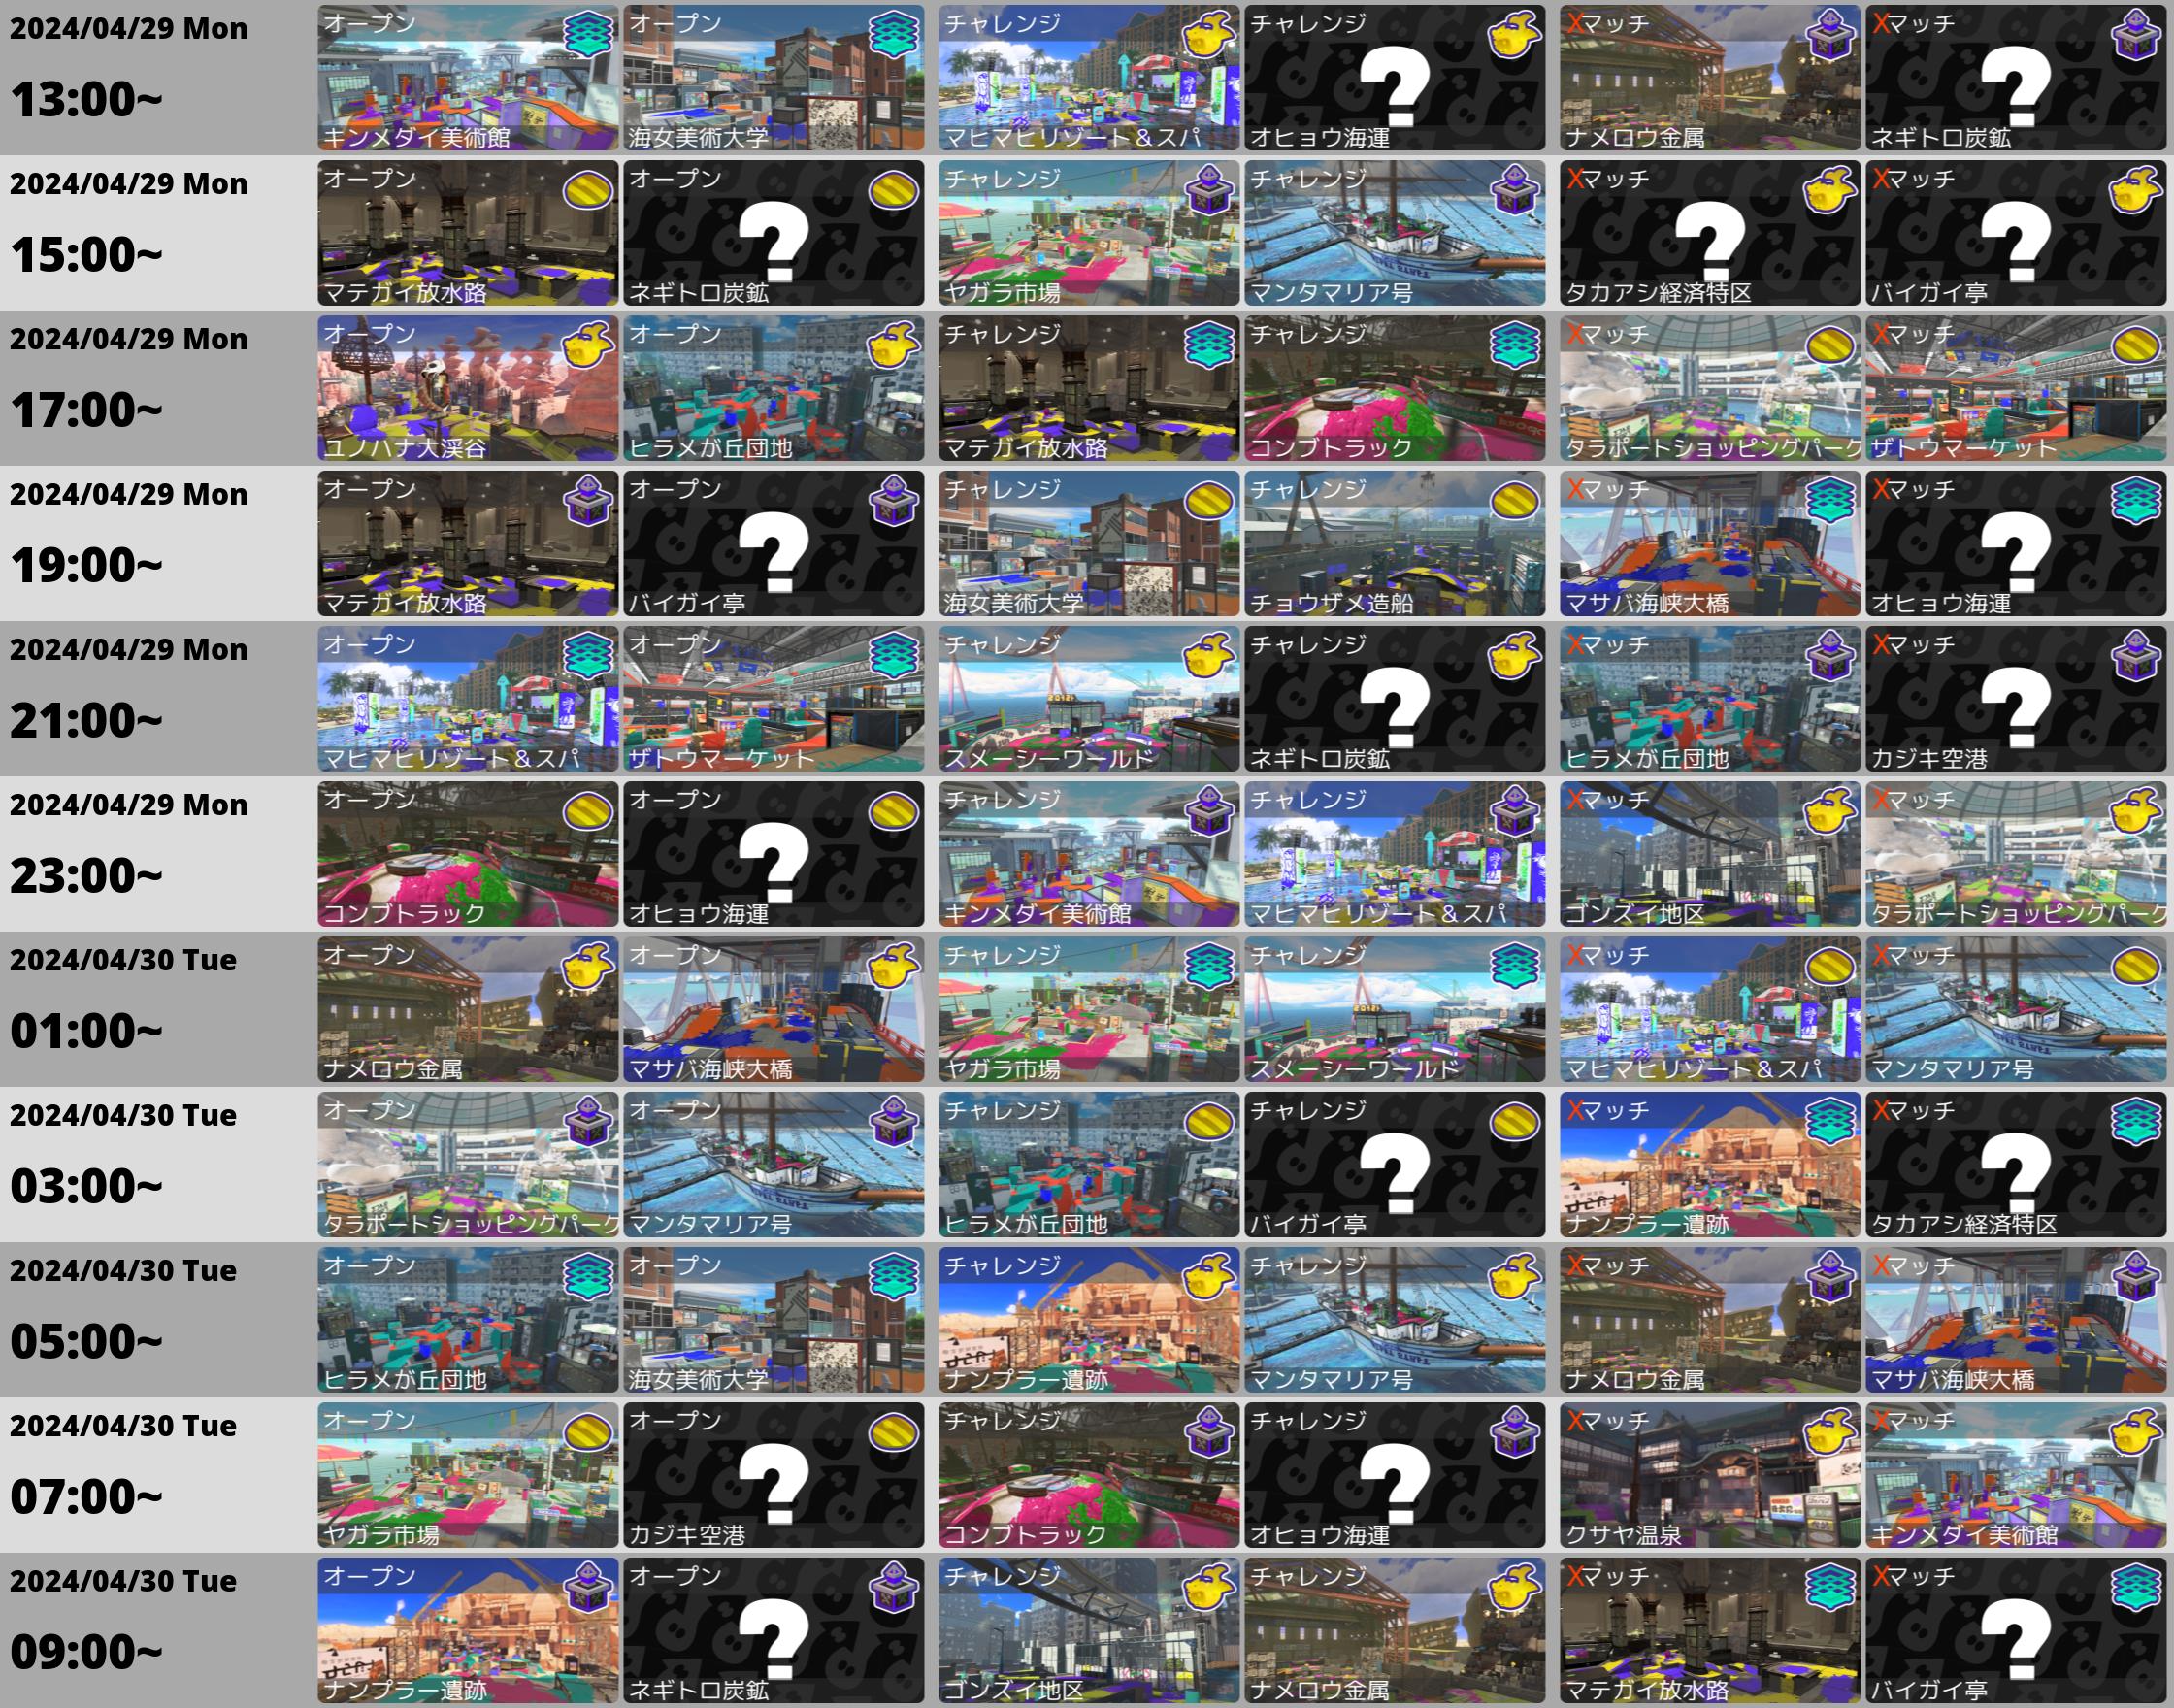 2024/04/29 Mon
13:00~
オープン
キンメダイ美術館
オープン
海女美術大学
チャレンジ
マヒマヒリゾート＆スパ
チャレンジ
?
オヒョウ海運
Xマッチ
ナメロウ金属
Xマッチ
?
ネギトロ炭鉱
2024/04/29 Mon
15:00~
オープン
マテガイ放水路
オープン
?
ネギトロ炭鉱
チャレンジ
ヤガラ市場
チャレンジ
マンタマリア号
Xマッチ
?
タカアシ経済特区
Xマッチ
?
バイガイ亭
2024/04/29 Mon
17:00~
オープン
ユノハナ大渓谷
オープン
ヒラメが丘団地
チャレンジ
マテガイ放水路
チャレンジ
コンブトラック
Xマッチ
タラポートショッピングパーク
Xマッチ
ザトウマーケット
2024/04/29 Mon
19:00~
オープン
マテガイ放水路
オープン
?
バイガイ亭
チャレンジ
海女美術大学
チャレンジ
チョウザメ造船
Xマッチ
マサバ海峡大橋
Xマッチ
?
オヒョウ海運
2024/04/29 Mon
21:00~
オープン
マヒマヒリゾート＆スパ
オープン
ザトウマーケット
チャレンジ
スメーシーワールド
チャレンジ
?
ネギトロ炭鉱
Xマッチ
ヒラメが丘団地
Xマッチ
?
カジキ空港
2024/04/29 Mon
23:00~
オープン
コンブトラック
オープン
?
オヒョウ海運
チャレンジ
キンメダイ美術館
チャレンジ
マヒマヒリゾート＆スパ
Xマッチ
ゴンズイ地区
Xマッチ
タラポートショッピングパーク
2024/04/30 Tue
01:00~
オープン
ナメロウ金属
オープン
マサバ海峡大橋
チャレンジ
ヤガラ市場
チャレンジ
スメーシーワールド
Xマッチ
マヒマヒリゾート＆スパ
Xマッチ
マンタマリア号
2024/04/30 Tue
03:00~
オープン
タラポートショッピングパーク
オープン
マンタマリア号
チャレンジ
ヒラメが丘団地
チャレンジ
?
バイガイ亭
Xマッチ
ナンプラー遺跡
Xマッチ
?
タカアシ経済特区
2024/04/30 Tue
05:00~
オープン
ヒラメが丘団地
オープン
海女美術大学
チャレンジ
ナンプラー遺跡
チャレンジ
マンタマリア号
Xマッチ
ナメロウ金属
Xマッチ
マサバ海峡大橋
2024/04/30 Tue
07:00~
オープン
ヤガラ市場
オープン
?
カジキ空港
チャレンジ
コンブトラック
チャレンジ
?
オヒョウ海運
Xマッチ
クサヤ温泉
Xマッチ
キンメダイ美術館
2024/04/30 Tue
09:00~
オープン
ナンプラー遺跡
オープン
?
ネギトロ炭鉱
チャレンジ
ゴンズイ地区
チャレンジ
ナメロウ金属
Xマッチ
マテガイ放水路
Xマッチ
?
バイガイ亭